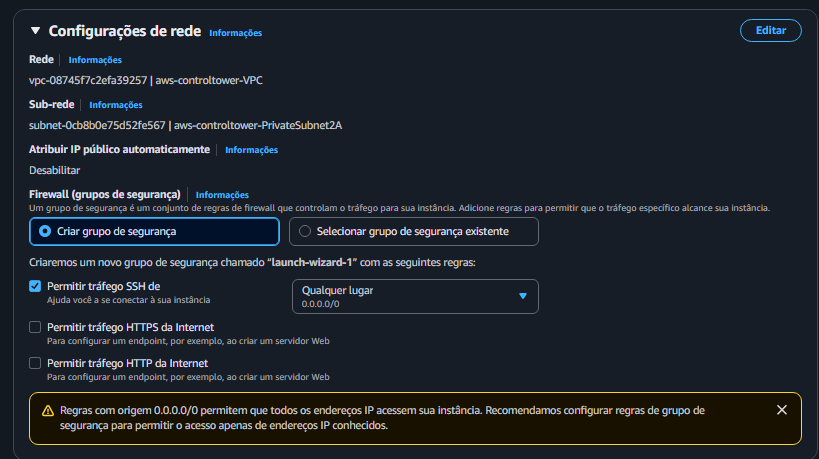 Configurações de rede Informações Editar
Rede Informações
vpc-08745f7c2efa39257 | aws-controltower-VPC
Sub-rede Informações
subnet-0cb8b0e75d52fe567 | aws-controltower-PrivateSubnet2A
Atribuir IP público automaticamente Informações
Desabilitar
Firewall (grupos de segurança) Informações
Um grupo de segurança é um conjunto de regras de firewall que controlam o tráfego para sua instância. Adicione regras para permitir que o tráfego específico alcance sua instância.
Criar grupo de segurança Selecionar grupo de segurança existente
Criaremos um novo grupo de segurança chamado “launch-wizard-1” com as seguintes regras:
Permitir tráfego SSH de Qualquer lugar
Ajuda você a se conectar à sua instância 0.0.0.0/0
Permitir tráfego HTTPS da Internet
Para configurar um endpoint, por exemplo, ao criar um servidor Web
Permitir tráfego HTTP da Internet
Para configurar um endpoint, por exemplo, ao criar um servidor Web
Regras com origem 0.0.0.0/0 permitem que todos os endereços IP acessem sua instância. Recomendamos configurar regras de grupo de
segurança para permitir o acesso apenas de endereços IP conhecidos.